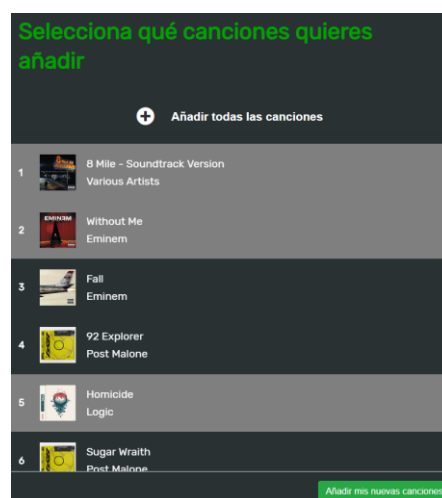 Selecciona qué canciones quieres
añadir
Añadir todas las canciones
1
8 Mile - Soundtrack Version
Various Artists
EMINEM
2
Without Me
Eminem
3
Fall
Eminem
4
92 Explorer
Post Malone
5
Homicide
Logic
6
Sugar Wraith
Post Malone
Añadir mis nuevas canciones